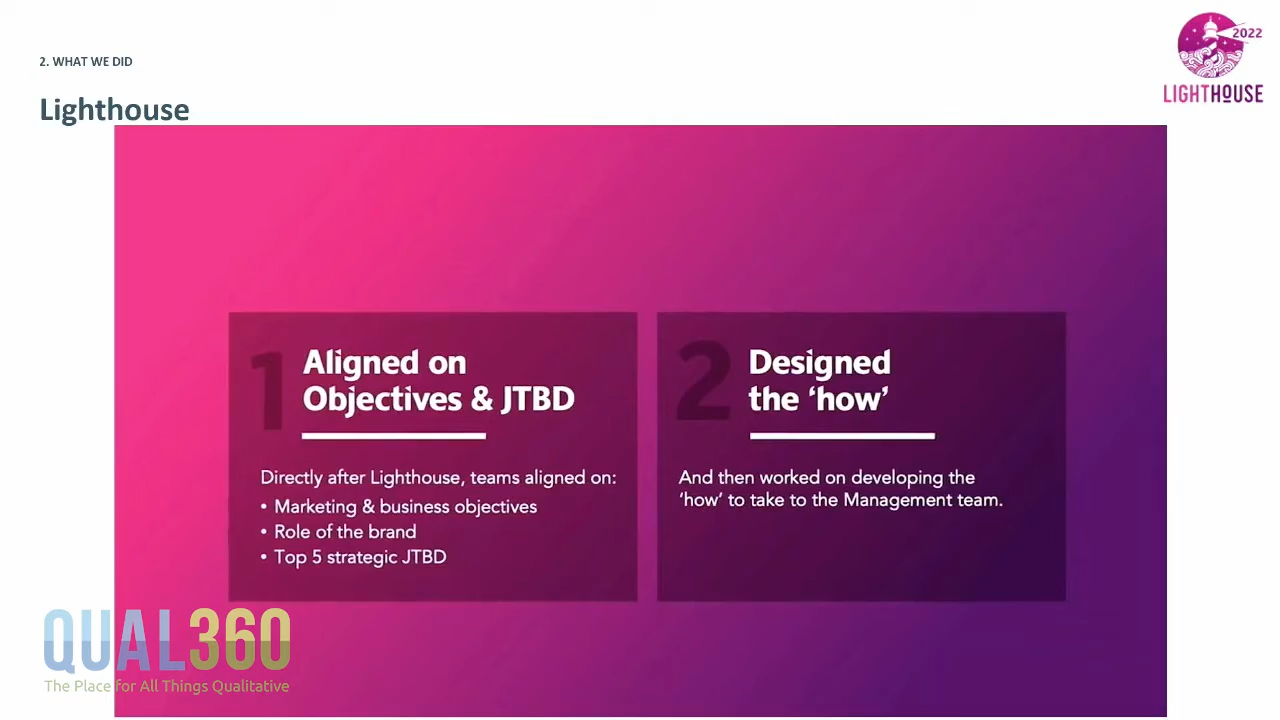 2. WHAT WE DID
Lighthouse
2022
LIGHTHOUSE
1
Aligned on
Objectives & JTBD
Directly after Lighthouse, teams aligned on:
• Marketing & business objectives
• Role of the brand
• Top 5 strategic JTBD
2
Designed
the ‘how’
And then worked on developing the
‘how’ to take to the Management team.
QUAL360
The Place for All Things Qualitative